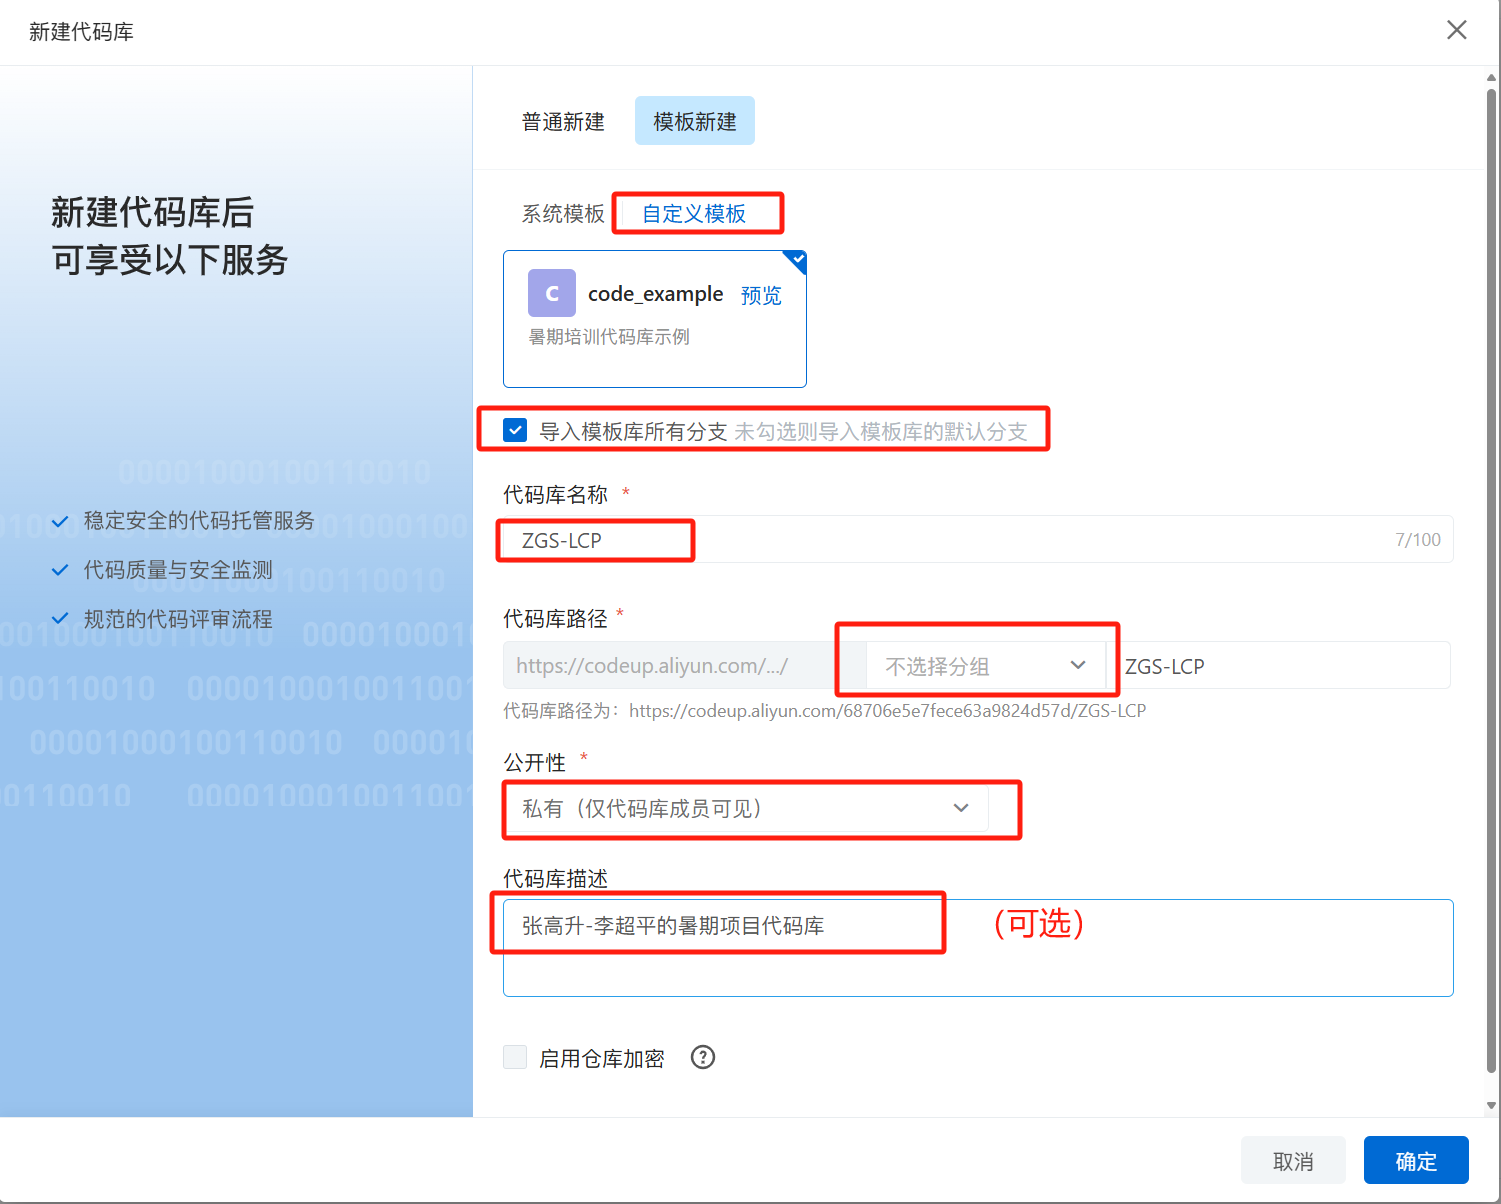 新建代码库
新建代码库后
可享受以下服务
稳定安全的代码托管服务
代码质量与安全监测
规范的代码评审流程
普通新建 模板新建
系统模板 自定义模板
C code_example 预览
暑期培训代码库示例
导入模板库所有分支 未勾选则导入模板库的默认分支
代码库名称 *
ZGS-LCP 7/100
代码库路径 *
https://codeup.aliyun.com/.../ 不选择分组 ZGS-LCP
代码库路径为：https://codeup.aliyun.com/68706e5e7fece63a9824d57d/ZGS-LCP
公开性 *
私有（仅代码库成员可见）
代码库描述
张高升-李超平的暑期项目代码库 （可选）
启用仓库加密 ?
取消 确定